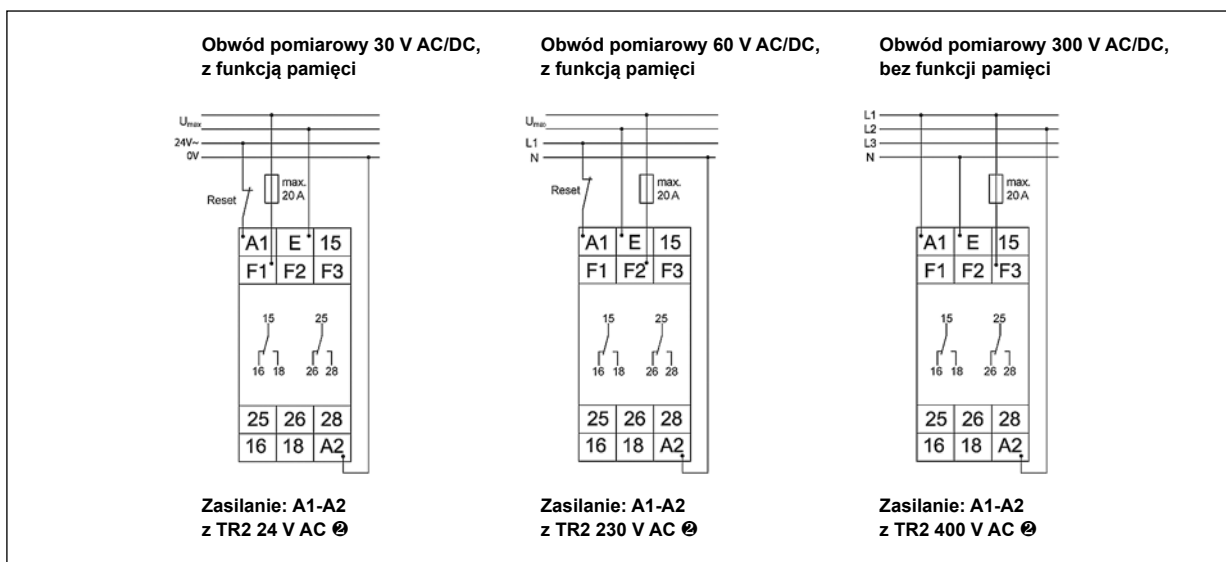 Obwód pomiarowy 30 V AC/DC,
z funkcją pamięci
Umax
24V~
0V
Reset
max.
20 A
A1 E 15
F1 F2 F3
15 25
16 18 26 28
25 26 28
16 18 A2
Zasilanie: A1-A2
z TR2 24 V AC ❷
Obwód pomiarowy 60 V AC/DC,
z funkcją pamięci
Umax
L1
N
Reset
max.
20 A
A1 E 15
F1 F2 F3
15 25
16 18 26 28
25 26 28
16 18 A2
Zasilanie: A1-A2
z TR2 230 V AC ❷
Obwód pomiarowy 300 V AC/DC,
bez funkcji pamięci
L1
L2
L3
N
max.
20 A
A1 E 15
F1 F2 F3
15 25
16 18 26 28
25 26 28
16 18 A2
Zasilanie: A1-A2
z TR2 400 V AC ❷